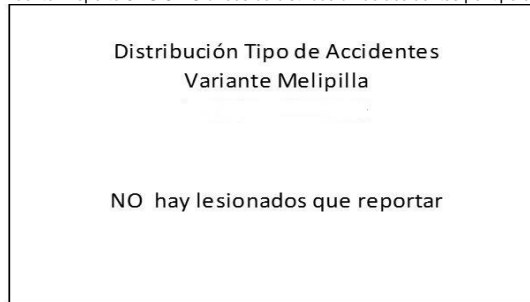 Distribución Tipo de Accidentes
Variante Melipilla
NO hay lesionados que reportar